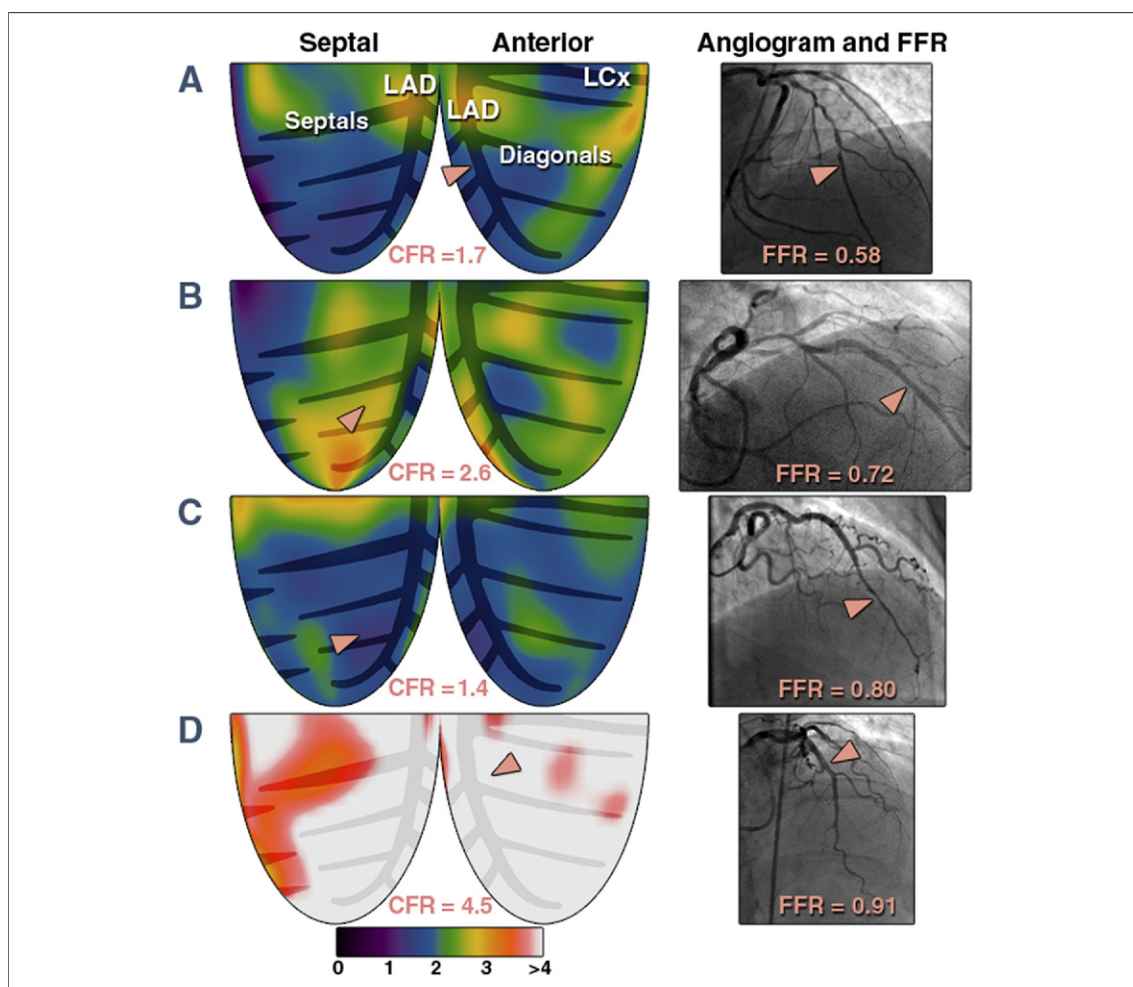 Septal Anterior Angiogram and FFR
A
LAD
LAD
LCx
Septals
Diagonals
CFR =1.7
FFR = 0.58
B
CFR = 2.6
FFR = 0.72
C
CFR = 1.4
FFR = 0.80
D
CFR = 4.5
FFR = 0.91
0 1 2 3 >4